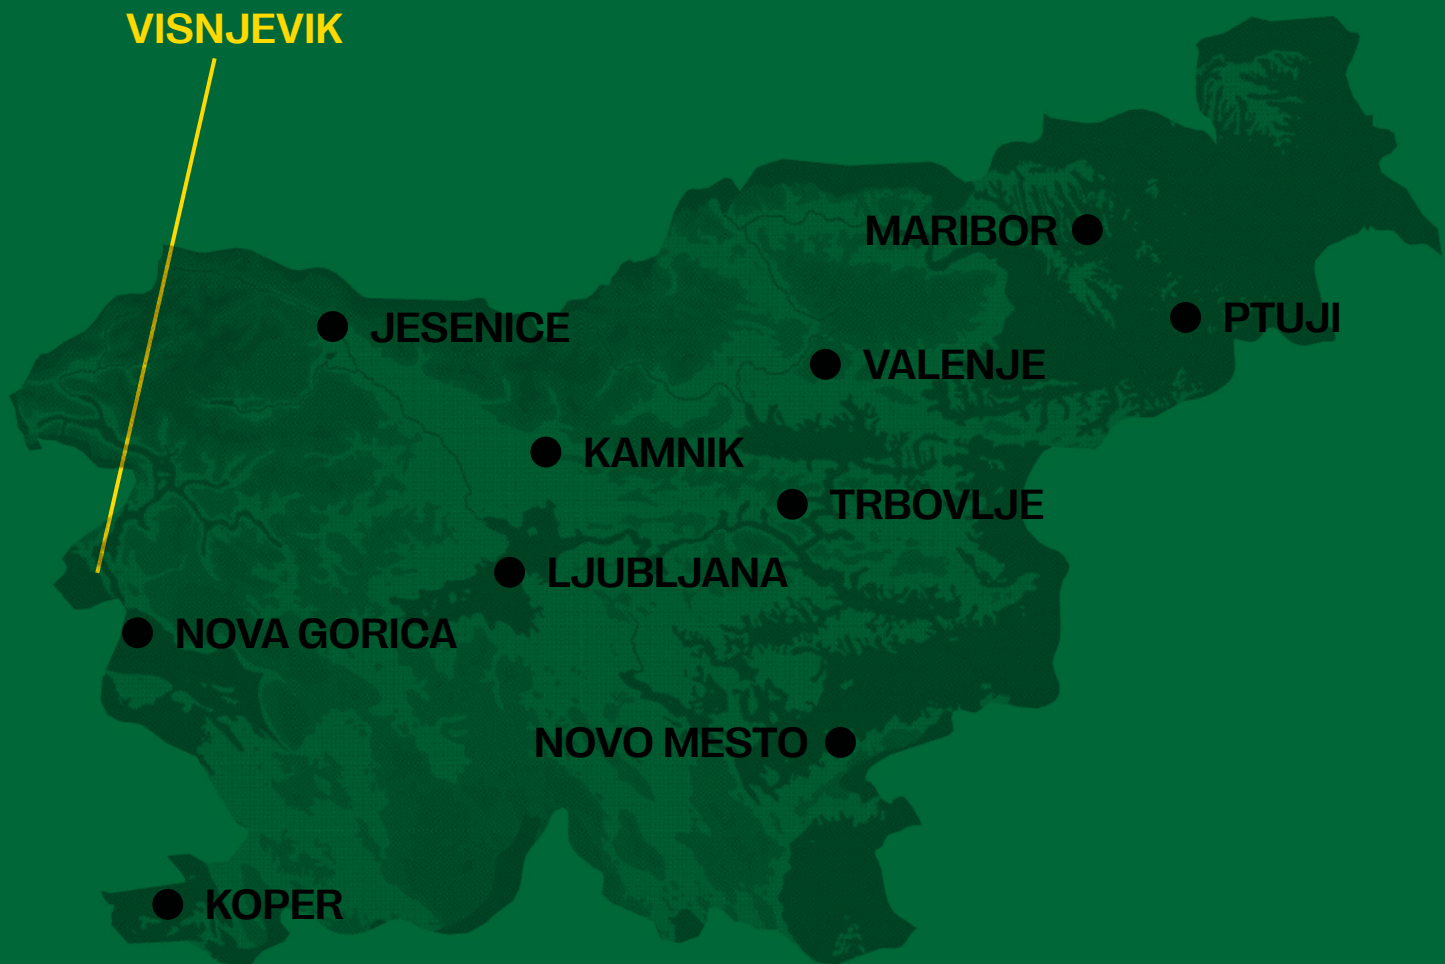 VISNJEVIK
MARIBOR
PTUJI
JESENICE
VALENJE
KAMNIK
TRBOVLJE
LJUBLJANA
NOVA GORICA
NOVO MESTO
KOPER